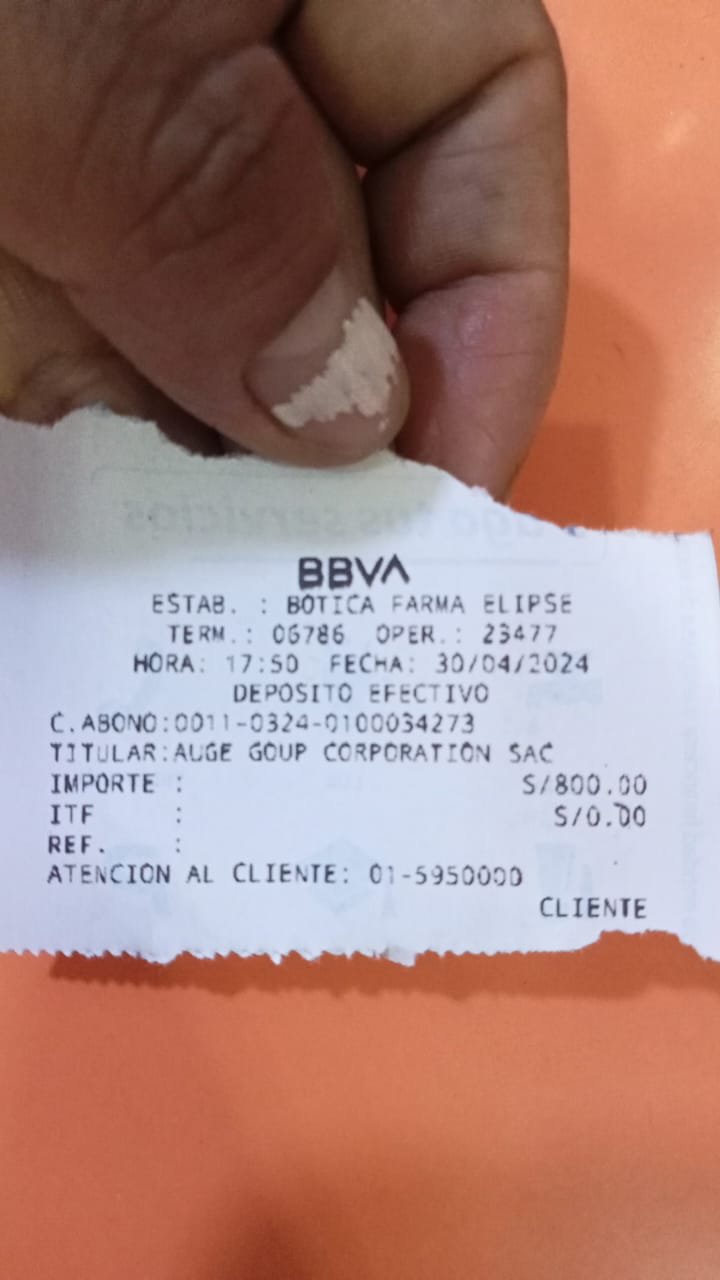 BBVA
ESTAB. : BOTICA FARMA ELIPSE
TERM.: 06786 OPER.: 23477
HORA: 17:50 FECHA: 30/04/2024
DEPOSITO EFECTIVO
C.ABONO:0011-0324-0100034273
TITULAR:AUGE GOUP CORPORATION SAC
IMPORTE : S/800.00
ITF : S/0.00
REF. :
ATENCION AL CLIENTE: 01-5950000
CLIENTE